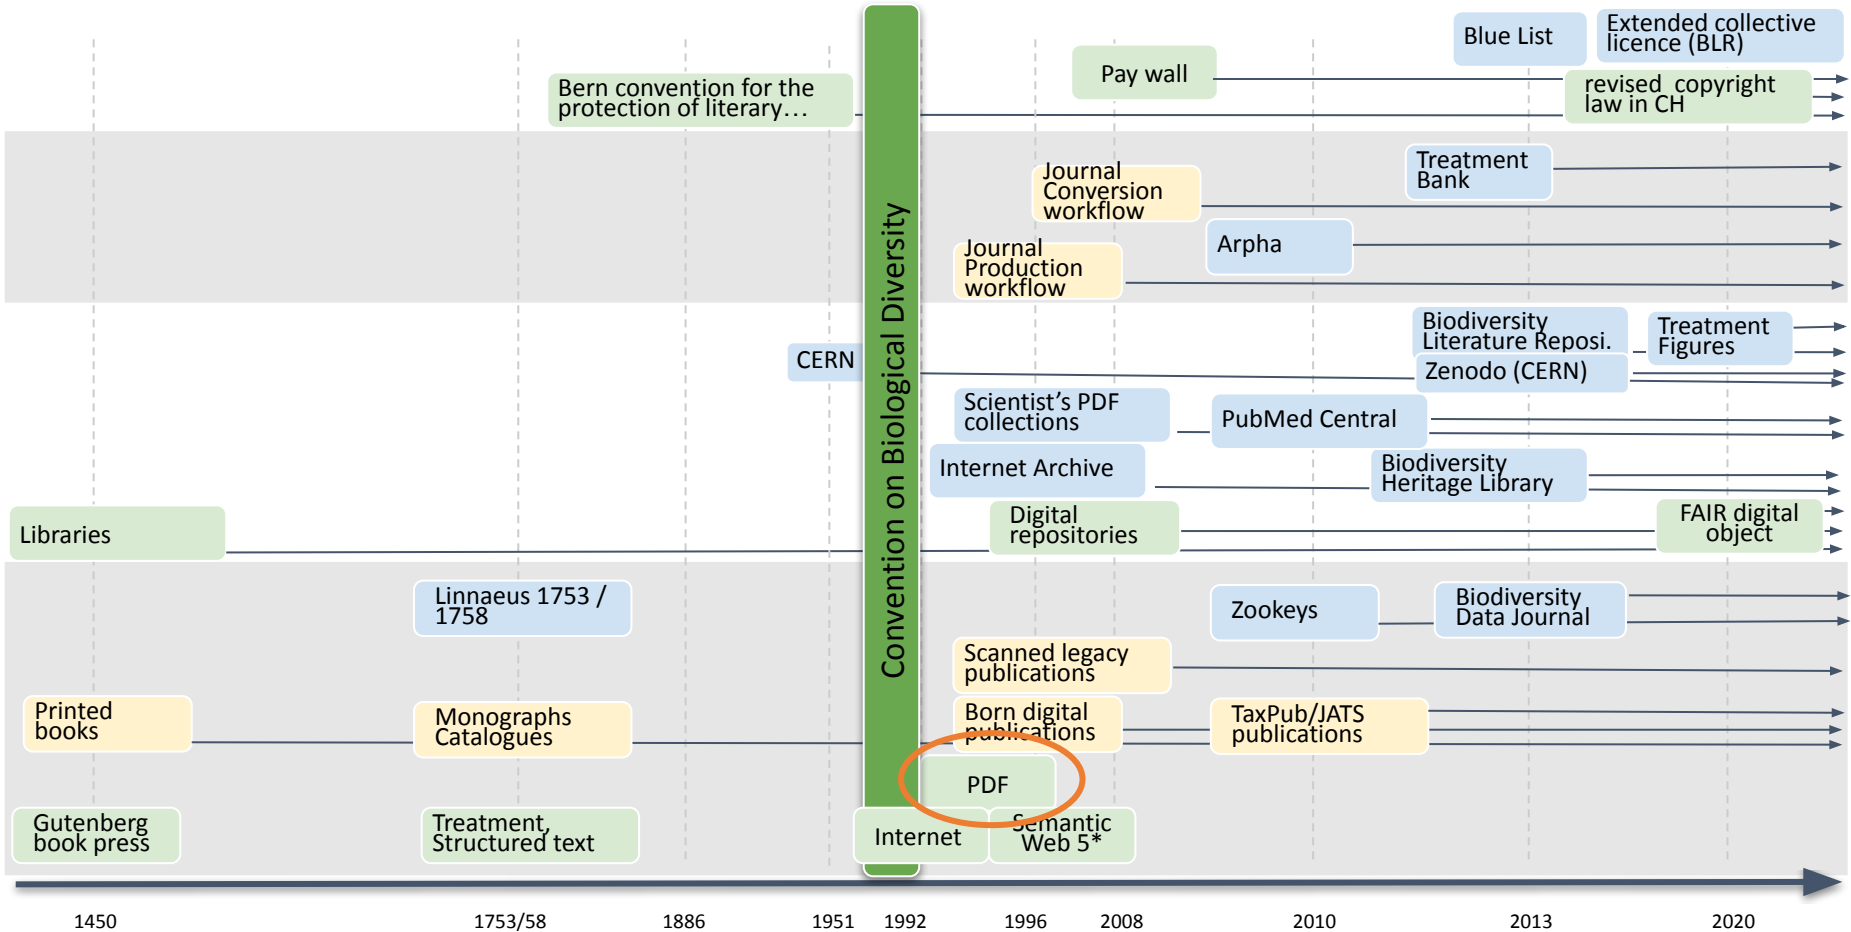 Blue List
Extended collective
licence (BLR)
Pay wall
Bern convention for the
protection of literary…
revised copyright
law in CH
Treatment
Bank
Journal
Conversion
workflow
Arpha
Journal
Production
workflow
Convention on Biological Diversity
Biodiversity
Literature Reposi.
Treatment
Figures
CERN
Zenodo (CERN)
Scientist’s PDF
collections
PubMed Central
Internet Archive
Biodiversity
Heritage Library
Libraries
Digital
repositories
FAIR digital
object
Linnaeus 1753 /
1758
Zookeys
Biodiversity
Data Journal
Scanned legacy
publications
Printed
books
Monographs
Catalogues
Born digital
publications
TaxPub/JATS
publications
PDF
Gutenberg
book press
Treatment,
Structured text
Internet
Semantic
Web 5*
1450
1753/58
1886
1951
1992
1996
2008
2010
2013
2020